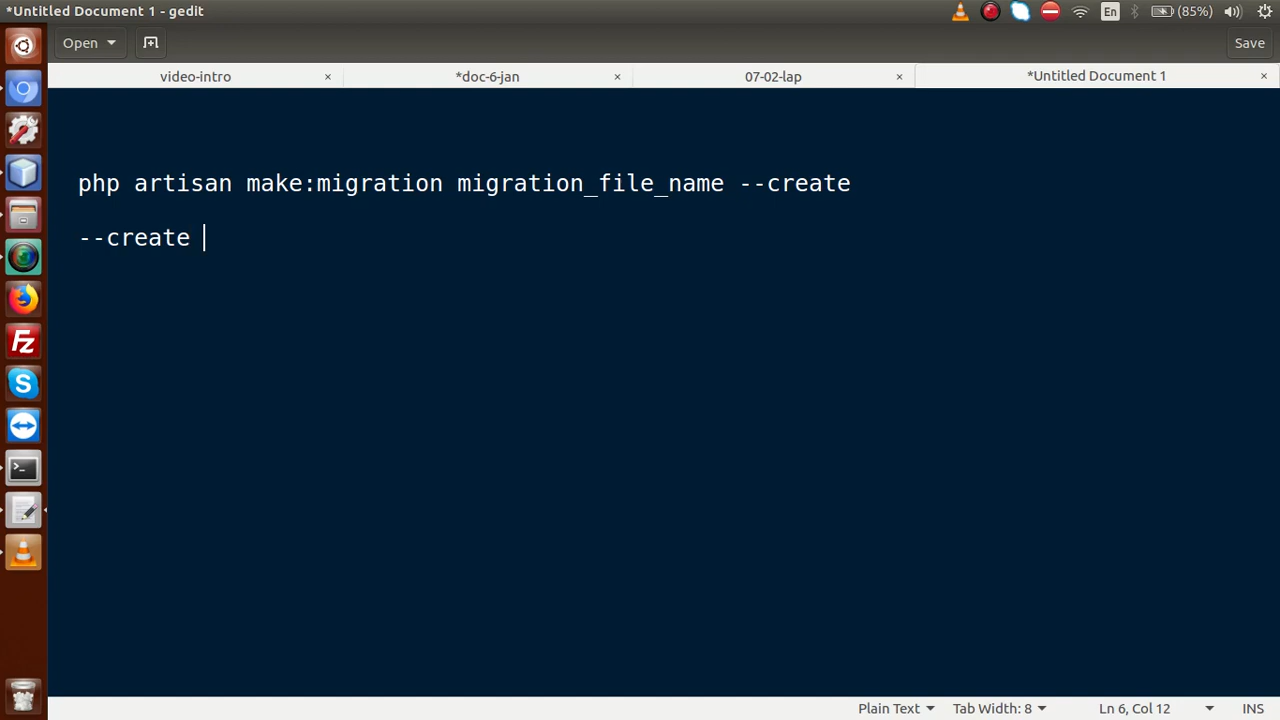 *Untitled Document 1 - gedit
En
(85%)
Open
Save
video-intro
*doc-6-jan
07-02-lap
*Untitled Document 1
php artisan make:migration migration_file_name --create
--create
Plain Text
Tab Width: 8
Ln 6, Col 12
INS